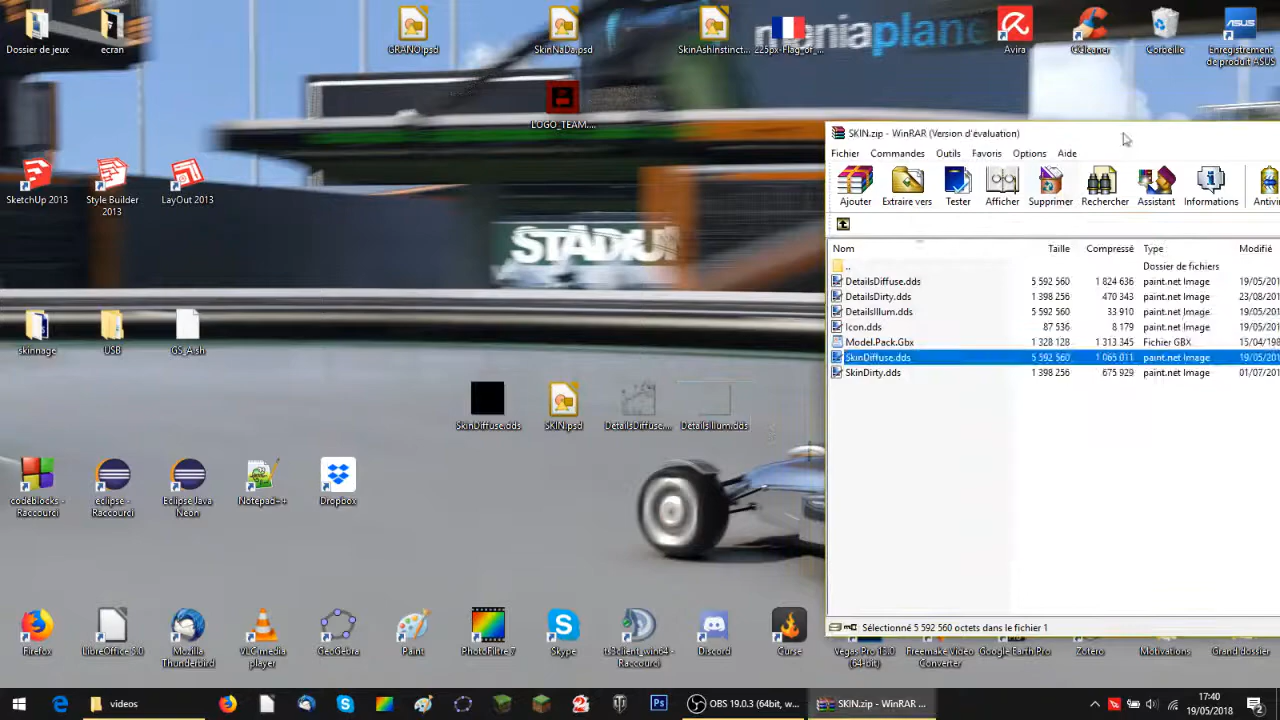 Dossier de jeux
ecran
GRANO.psd
SkinNaDa.psd
SkinAshInstinct...
225px-Flag_of_...
maniaplane
Avira
CCleaner
Corbeille
Enregistrement
de produit ASUS
LOGO_TEAM....
SketchUp 2013
Style Builder
2013
LayOut 2013
STADIUM
skinnage
USB
GS_A.sh
SkinDiffuse.dds
SKIN.psd
DetailsDiffuse....
DetailsIllum.dds
codeblocks -
Raccourci
eclipse -
Raccourci
Eclipse Java
Neon
Notepad++
Dropbox
SKIN.zip - WinRAR (Version d'évaluation)
Fichier Commandes Outils Favoris Options Aide
Ajouter Extraire vers Tester Afficher Supprimer Rechercher Assistant Informations Antivi
Nom Taille Compressé Type Modifié
.. Dossier de fichiers
DetailsDiffuse.dds 5 592 560 1 824 636 paint.net Image 19/05/201
DetailsDirty.dds 1 398 256 470 343 paint.net Image 23/08/201
DetailsIllum.dds 5 592 560 33 910 paint.net Image 19/05/201
Icon.dds 87 536 8 179 paint.net Image 19/05/201
Model.Pack.Gbx 1 328 128 1 313 345 Fichier GBX 15/04/198
SkinDiffuse.dds 5 592 560 1 065 011 paint.net Image 19/05/201
SkinDirty.dds 1 398 256 675 929 paint.net Image 01/07/201
Sélectionné 5 592 560 octets dans le fichier 1
Firefox
LibreOffice 5.0
Mozilla
Thunderbird
VLC media
player
GeoGebra
Paint
PhotoFiltre 7
Skype
ts3client_win64 -
Raccourci
Discord
Curse
Vegas Pro 13.0
(64-bit)
Freemake Video
Converter
Google Earth Pro
Zotero
Motivations
Grand dossier
videos
OBS 19.0.3 (64bit, w...
SKIN.zip - WinRAR ...
17:40
19/05/2018